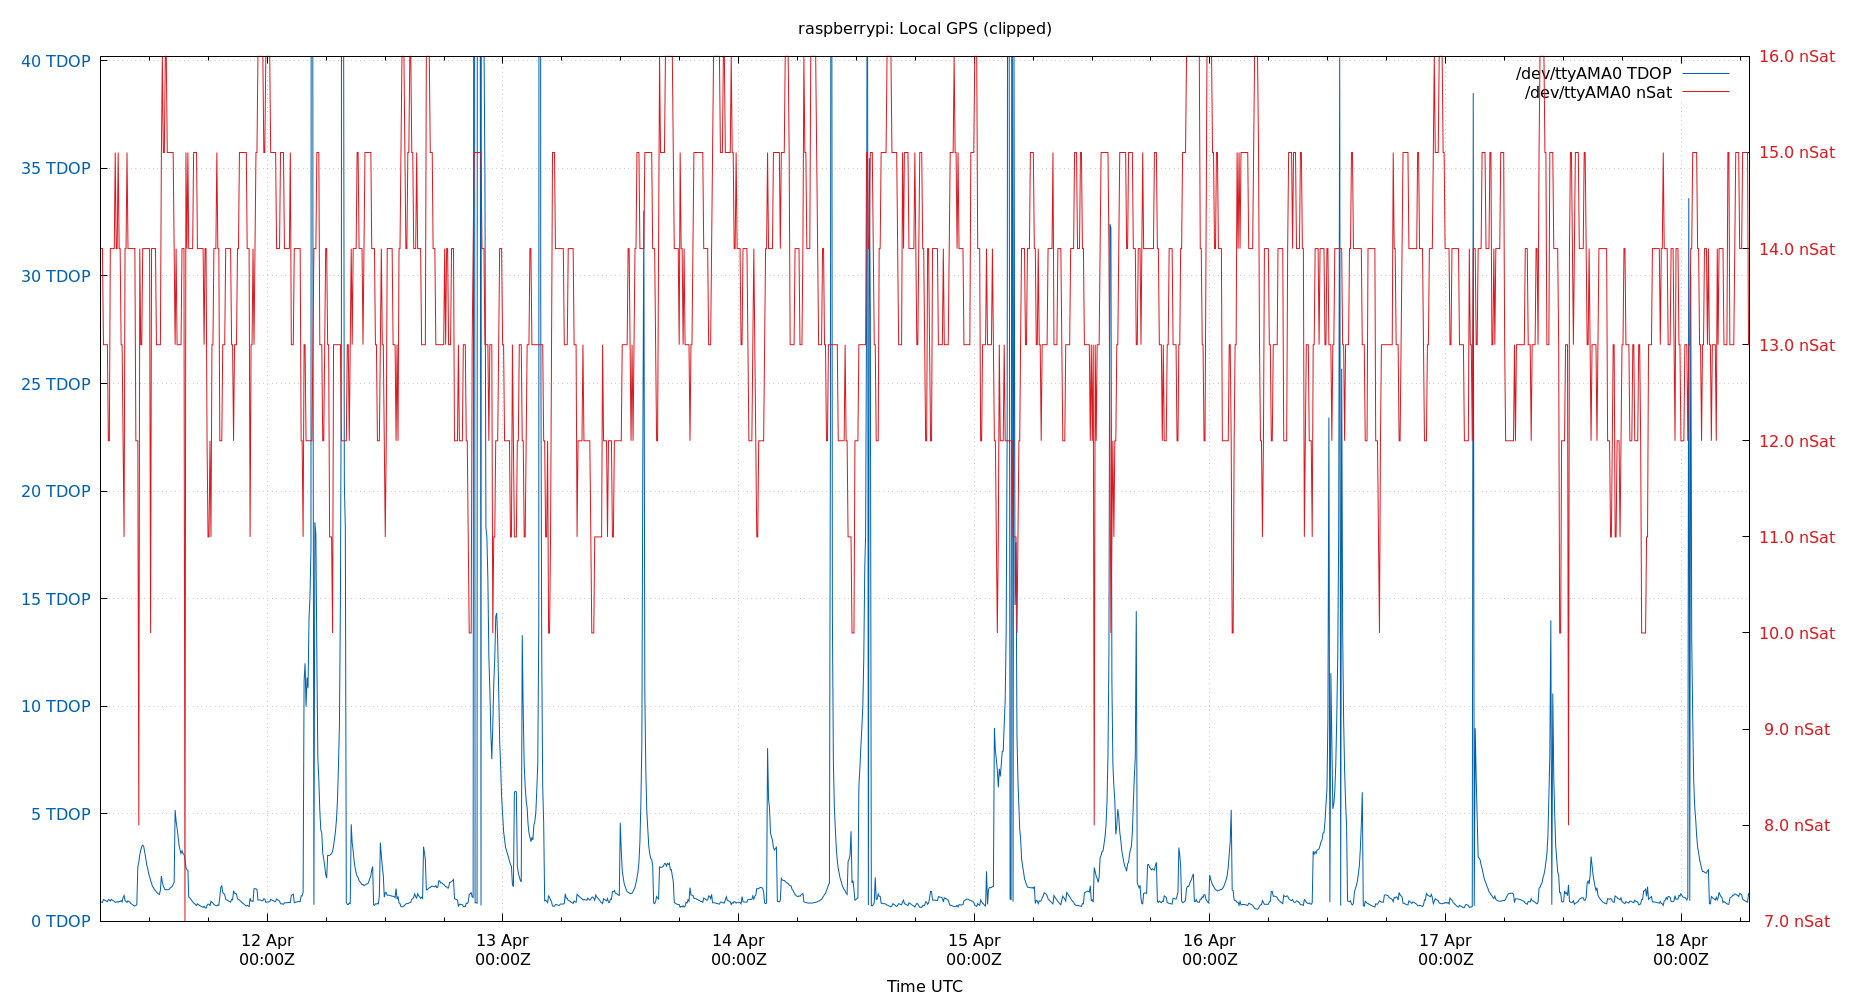 raspberrypi: Local GPS (clipped)
40 TDOP
35 TDOP
30 TDOP
25 TDOP
20 TDOP
15 TDOP
10 TDOP
5 TDOP
0 TDOP
16.0 nSat
15.0 nSat
14.0 nSat
13.0 nSat
12.0 nSat
11.0 nSat
10.0 nSat
9.0 nSat
8.0 nSat
7.0 nSat
/dev/ttyAMA0 TDOP
/dev/ttyAMA0 nSat
12 Apr
00:00Z
13 Apr
00:00Z
14 Apr
00:00Z
15 Apr
00:00Z
16 Apr
00:00Z
17 Apr
00:00Z
18 Apr
00:00Z
Time UTC